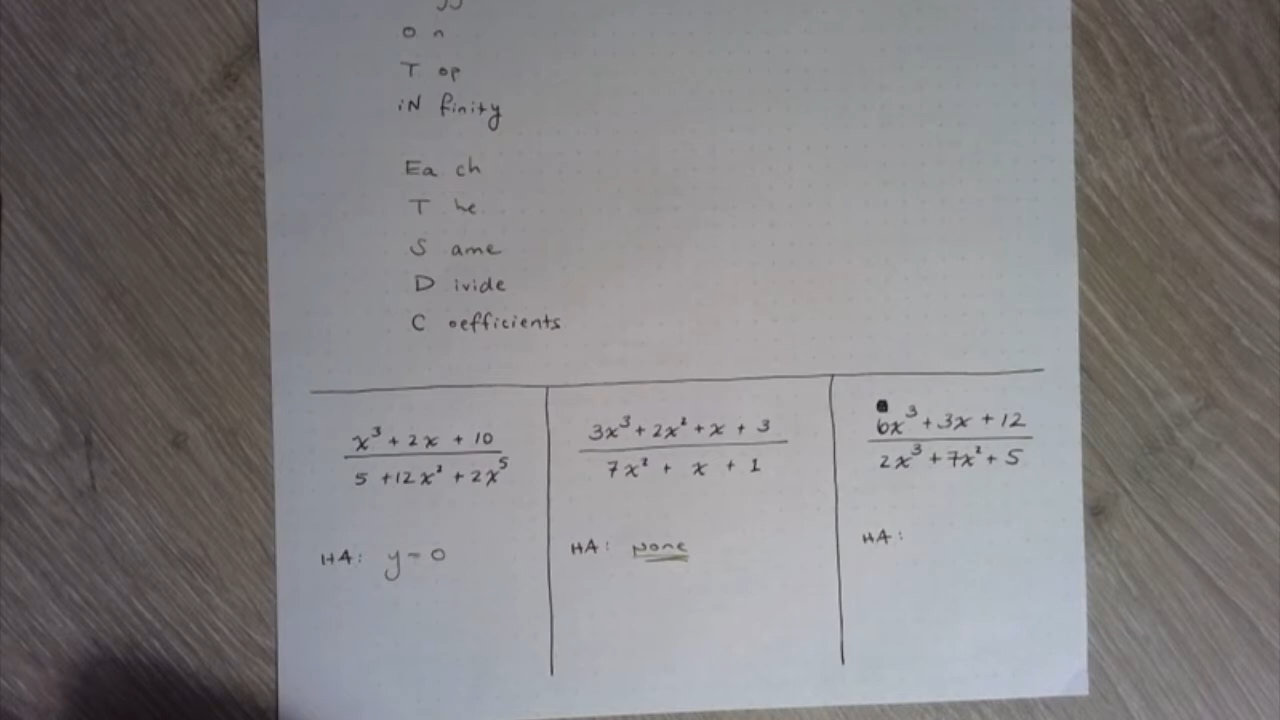 O n
T op
iN finity
Ea ch
T he
S ame
D ivide
C oefficients
x³ + 2x + 10
5 + 12x² + 2x⁵
HA: y = 0
3x³ + 2x² + x + 3
7x² + x + 1
HA: None
6x³ + 3x + 12
2x³ + 7x² + 5
HA: